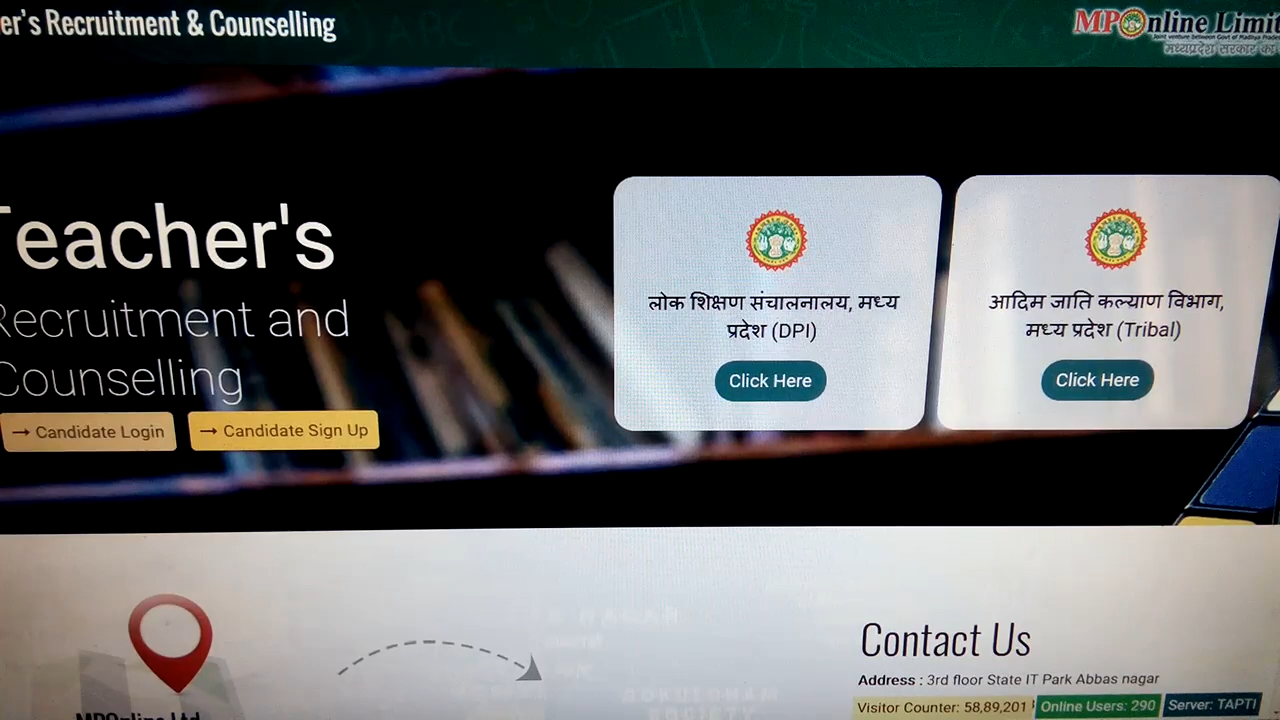 er's Recruitment & Counselling
MPOnline Limit
Joint venture between Govt of Madhya Prades
मध्यप्रदेश सरकार का
Teacher's
Recruitment and
Counselling
→ Candidate Login
→ Candidate Sign Up
लोक शिक्षण संचालनालय, मध्य
प्रदेश (DPI)
Click Here
आदिम जाति कल्याण विभाग,
मध्य प्रदेश (Tribal)
Click Here
Contact Us
Address : 3rd floor State IT Park Abbas nagar
MPOnline Ltd
Visitor Counter: 58,89,201
Online Users: 290
Server: TAPTI